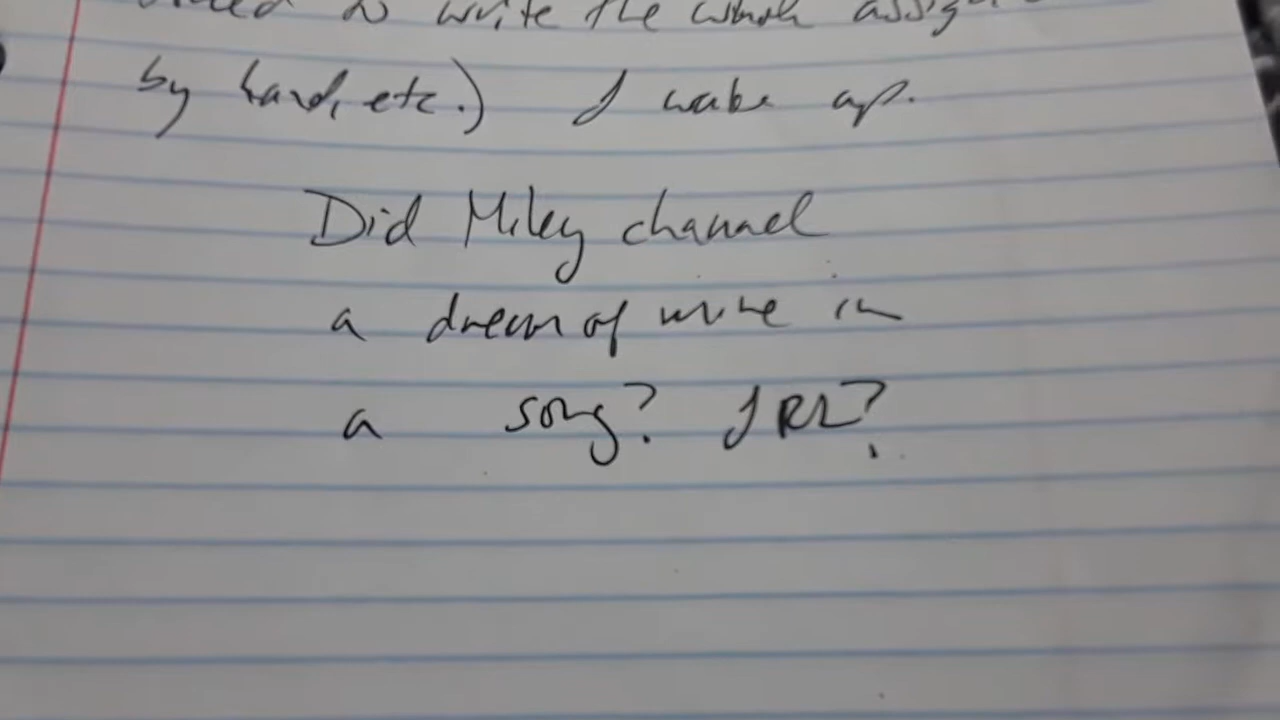 to write the whole
by hand, etc.) I wake up.
Did Miley channel
a dream of mine in
a song? IRL?